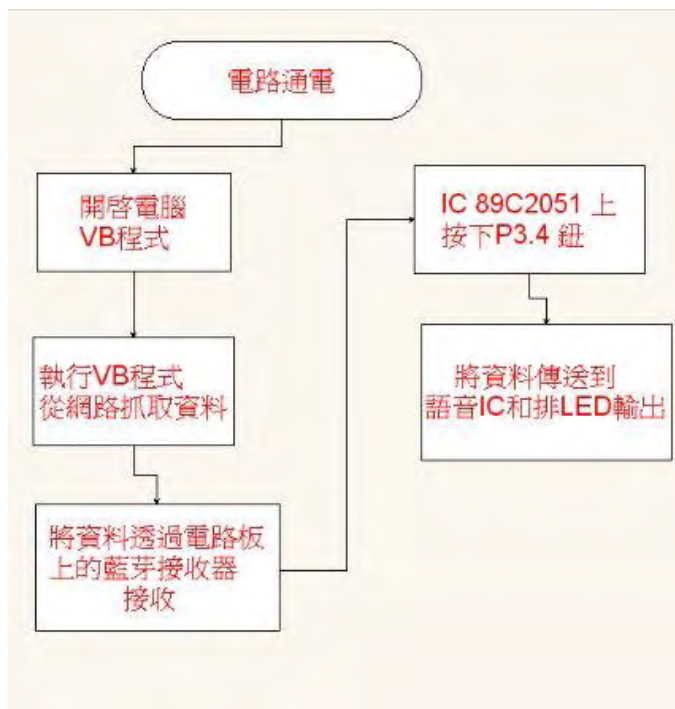 電路通電
開啓電腦
VB程式
執行VB程式
從網路抓取資料
將資料透過電路板
上的藍芽接收器
接收
IC 89C2051 上
按下P3.4 鈕
將資料傳送到
語音IC和排LED輸出